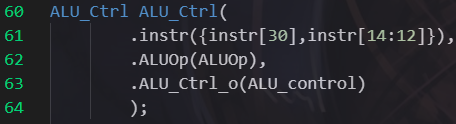 60 ALU_Ctrl ALU_Ctrl(
61 .instr({instr[30],instr[14:12]}),
62 .ALUOp(ALUOp),
63 .ALU_Ctrl_o(ALU_control)
64 );